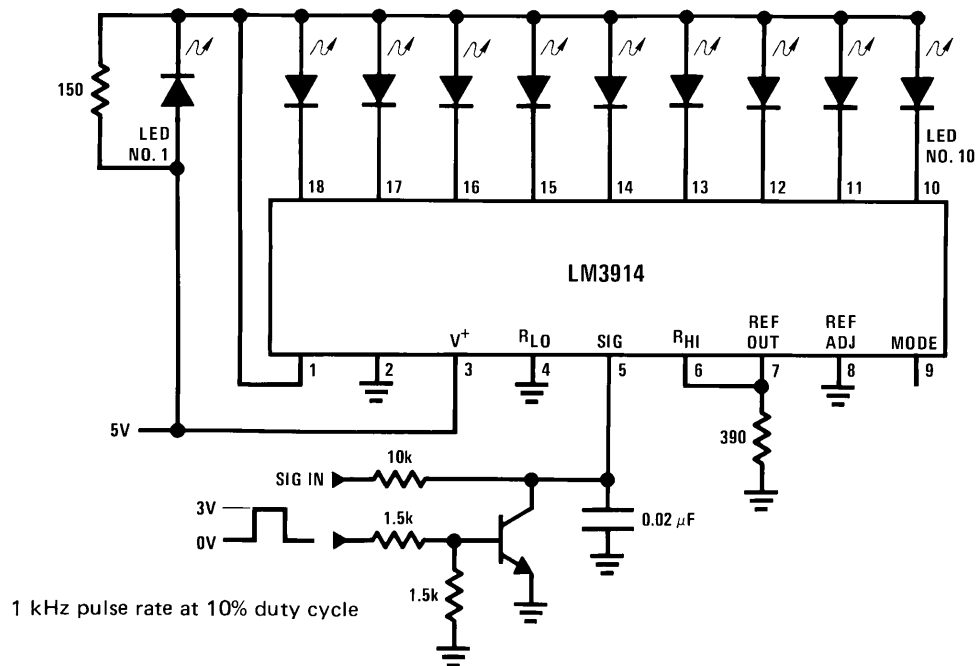 150
LED
NO. 1
LED
NO. 10
18 17 16 15 14 13 12 11 10
LM3914
V+ RLO SIG RHI REF OUT REF ADJ MODE
1 2 3 4 5 6 7 8 9
5V
390
SIG IN 10k
3V
0V
1.5k
0.02 μF
1.5k
1 kHz pulse rate at 10% duty cycle